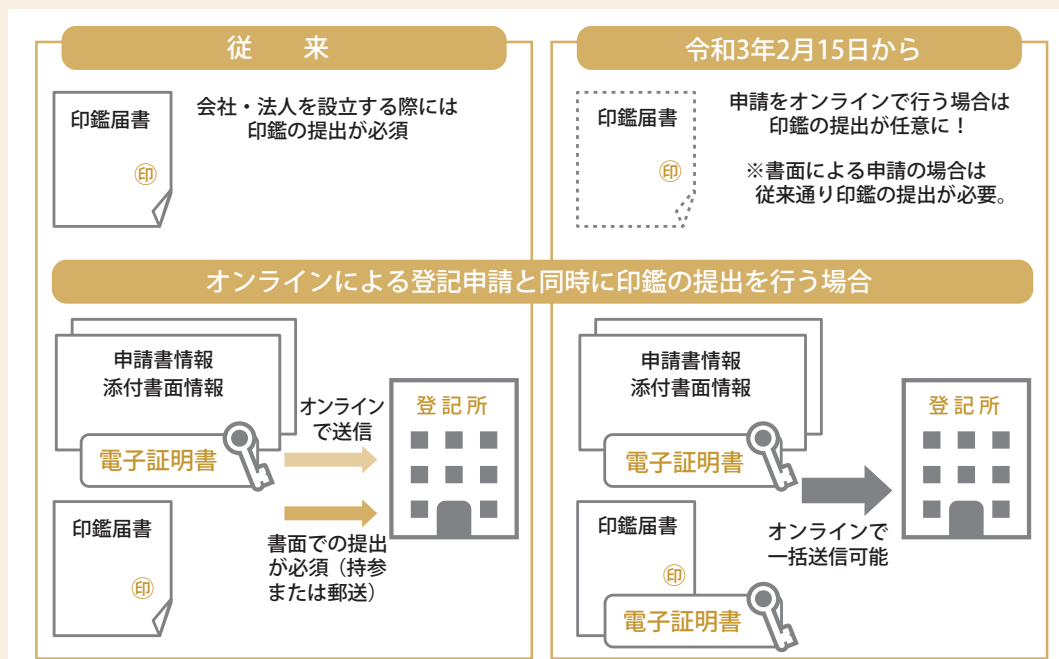 従　来
印鑑届書
印
会社・法人を設立する際には
印鑑の提出が必須
令和3年2月15日から
印鑑届書
印
申請をオンラインで行う場合は
印鑑の提出が任意に！
※書面による申請の場合は
従来通り印鑑の提出が必要。
オンラインによる登記申請と同時に印鑑の提出を行う場合
申請書情報
添付書面情報
電子証明書
オンライン
で送信
登記所
印鑑届書
印
書面での提出
が必須（持参
または郵送）
申請書情報
添付書面情報
電子証明書
登記所
オンラインで
一括送信可能
印鑑届書
印
電子証明書